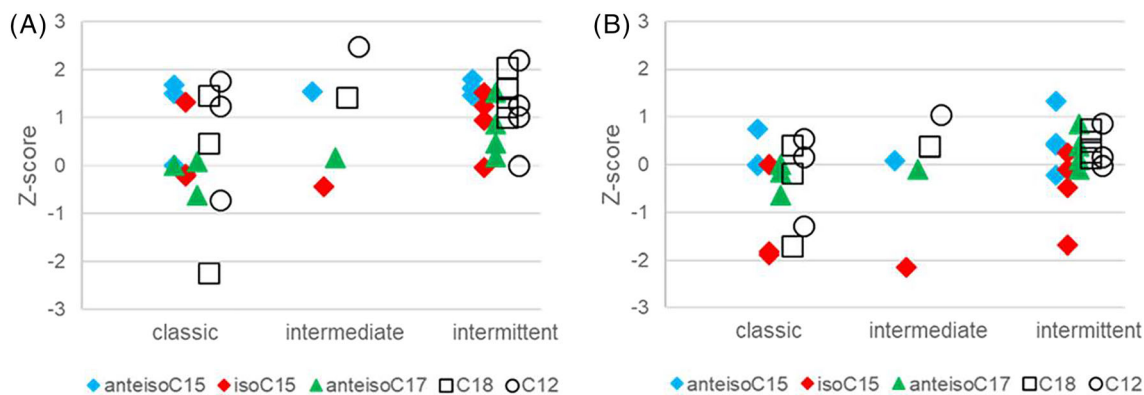 (A)
3
2
1
0
-1
-2
-3
Z-score
classic intermediate intermittent
anteisoC15 isoC15 anteisoC17 C18 C12
(B)
3
2
1
0
-1
-2
-3
Z-score
classic intermediate intermittent
anteisoC15 isoC15 anteisoC17 C18 C12